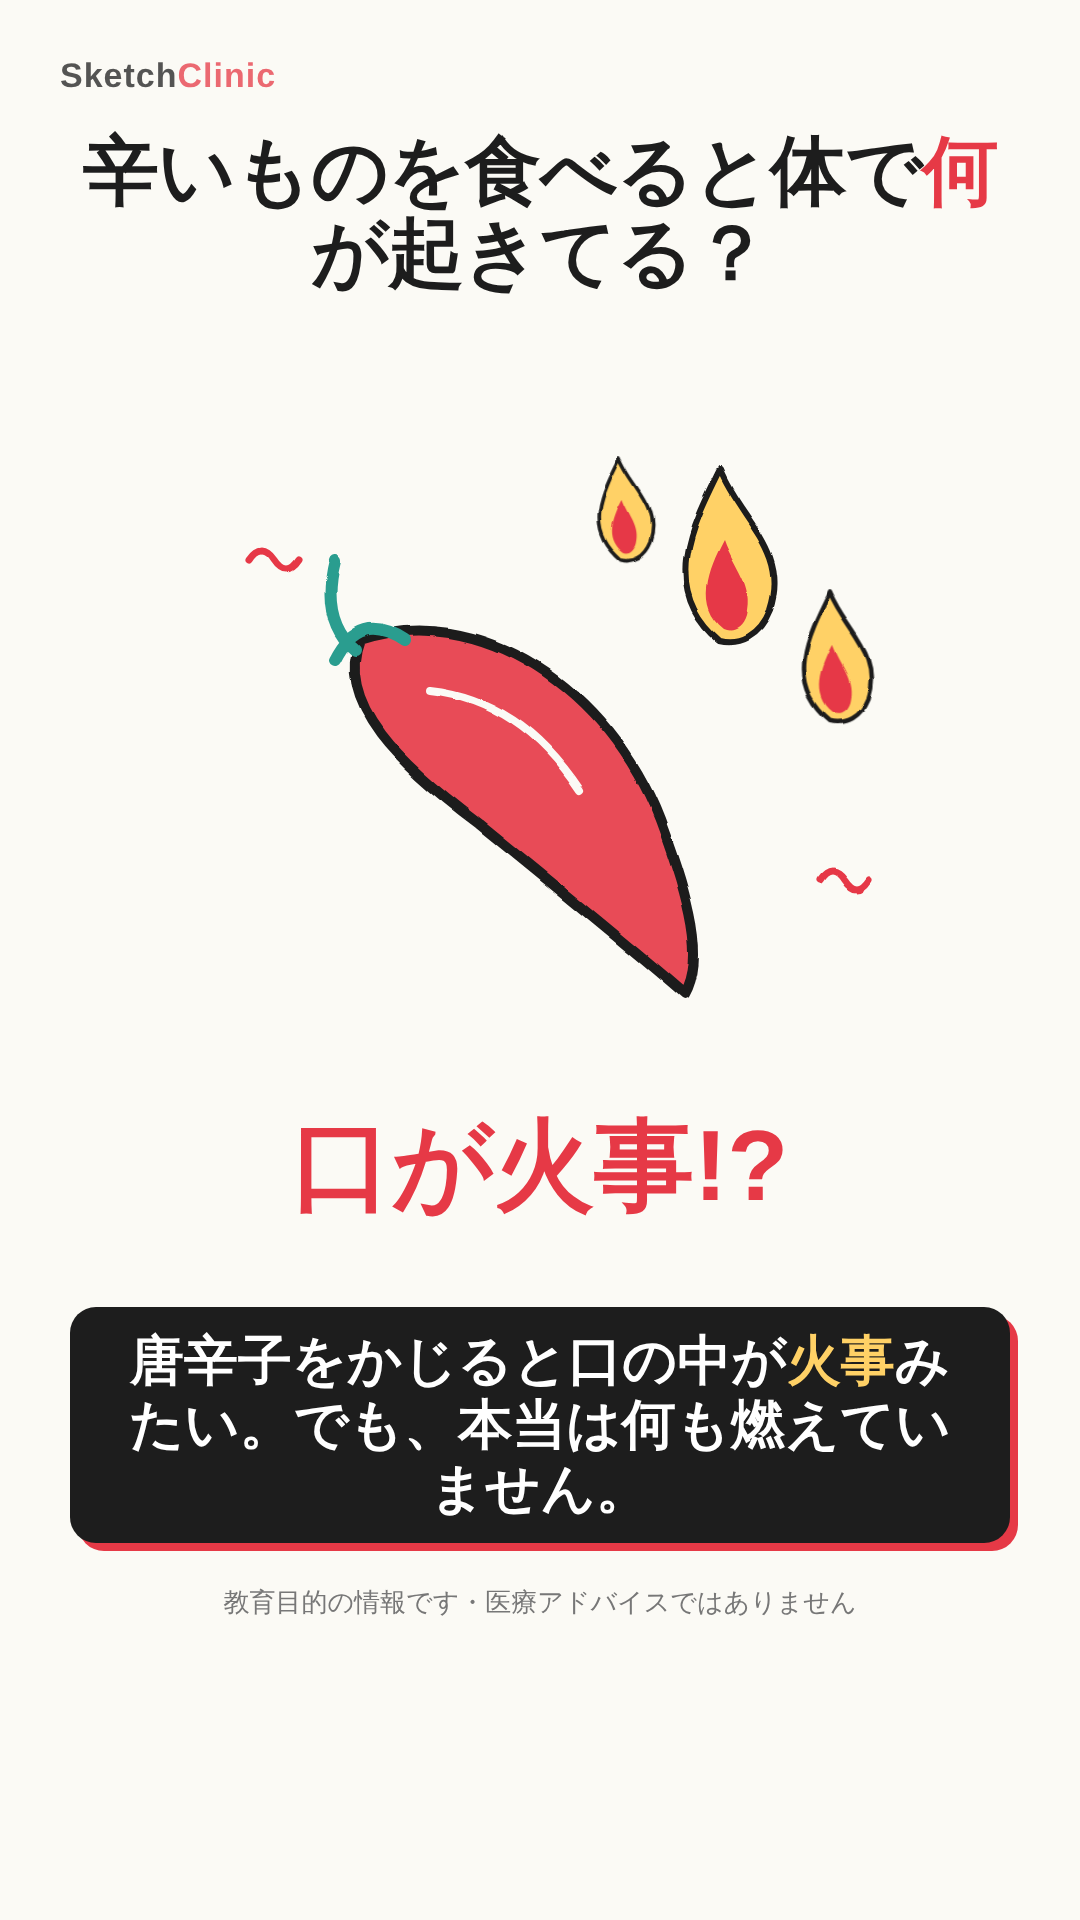 SketchClinic
辛いものを食べると体で何
が起きてる？
口が火事!?
唐辛子をかじると口の中が火事み
たい。でも、本当は何も燃えてい
ません。
教育目的の情報です・医療アドバイスではありません